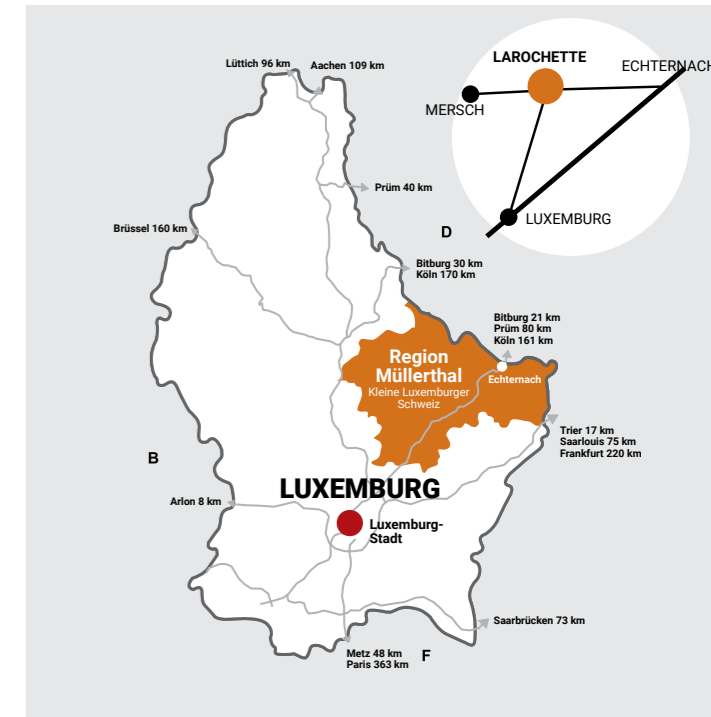 Lüttich 96 km
Aachen 109 km
LAROCHETTE
ECHTERNACH
MERSCH
LUXEMBURG
D
Prüm 40 km
Brüssel 160 km
Bitburg 30 km
Köln 170 km
Bitburg 21 km
Prüm 80 km
Köln 161 km
Region
Müllerthal
Kleine Luxemburger
Schweiz
Echternach
Trier 17 km
Saarlouis 75 km
Frankfurt 220 km
B
LUXEMBURG
Arlon 8 km
Luxemburg-
Stadt
Saarbrücken 73 km
Metz 48 km
Paris 363 km
F